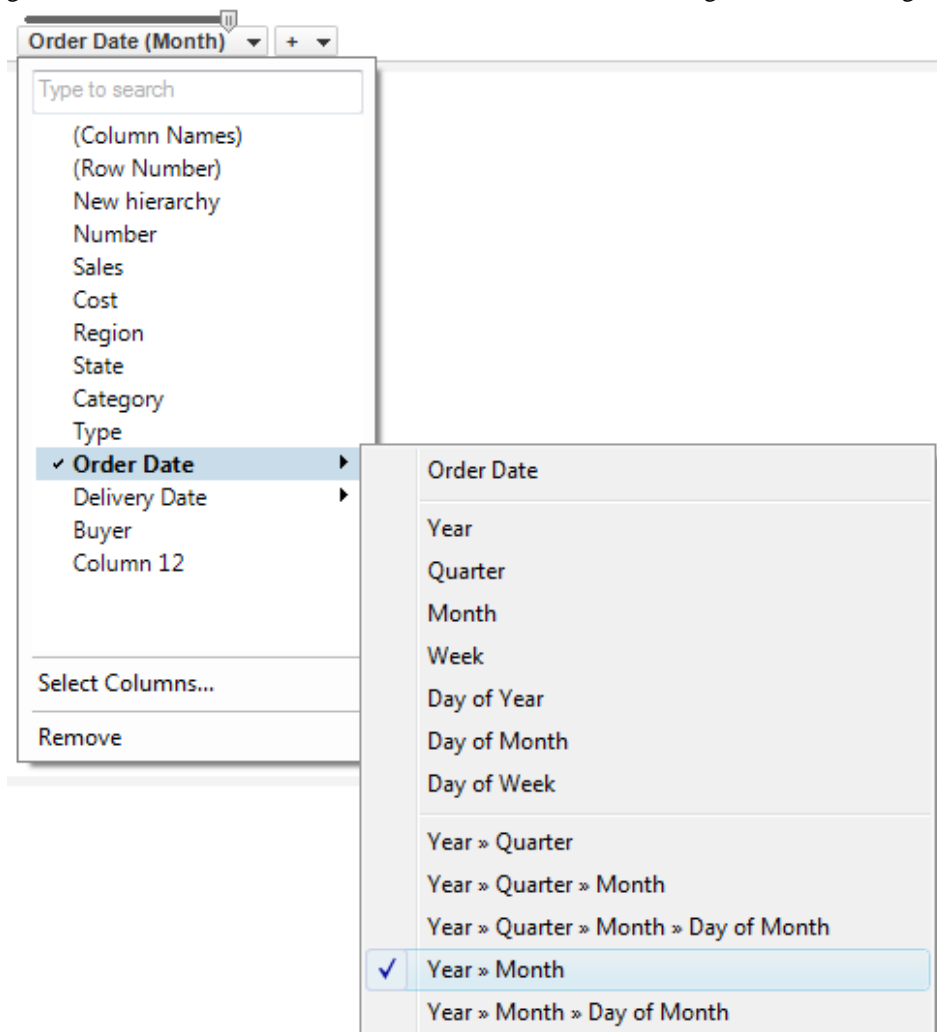 Order Date (Month)
+
Type to search
(Column Names)
(Row Number)
New hierarchy
Number
Sales
Cost
Region
State
Category
Type
Order Date
Delivery Date
Buyer
Column 12
Select Columns...
Remove
Order Date
Year
Quarter
Month
Week
Day of Year
Day of Month
Day of Week
Year » Quarter
Year » Quarter » Month
Year » Quarter » Month » Day of Month
Year » Month
Year » Month » Day of Month